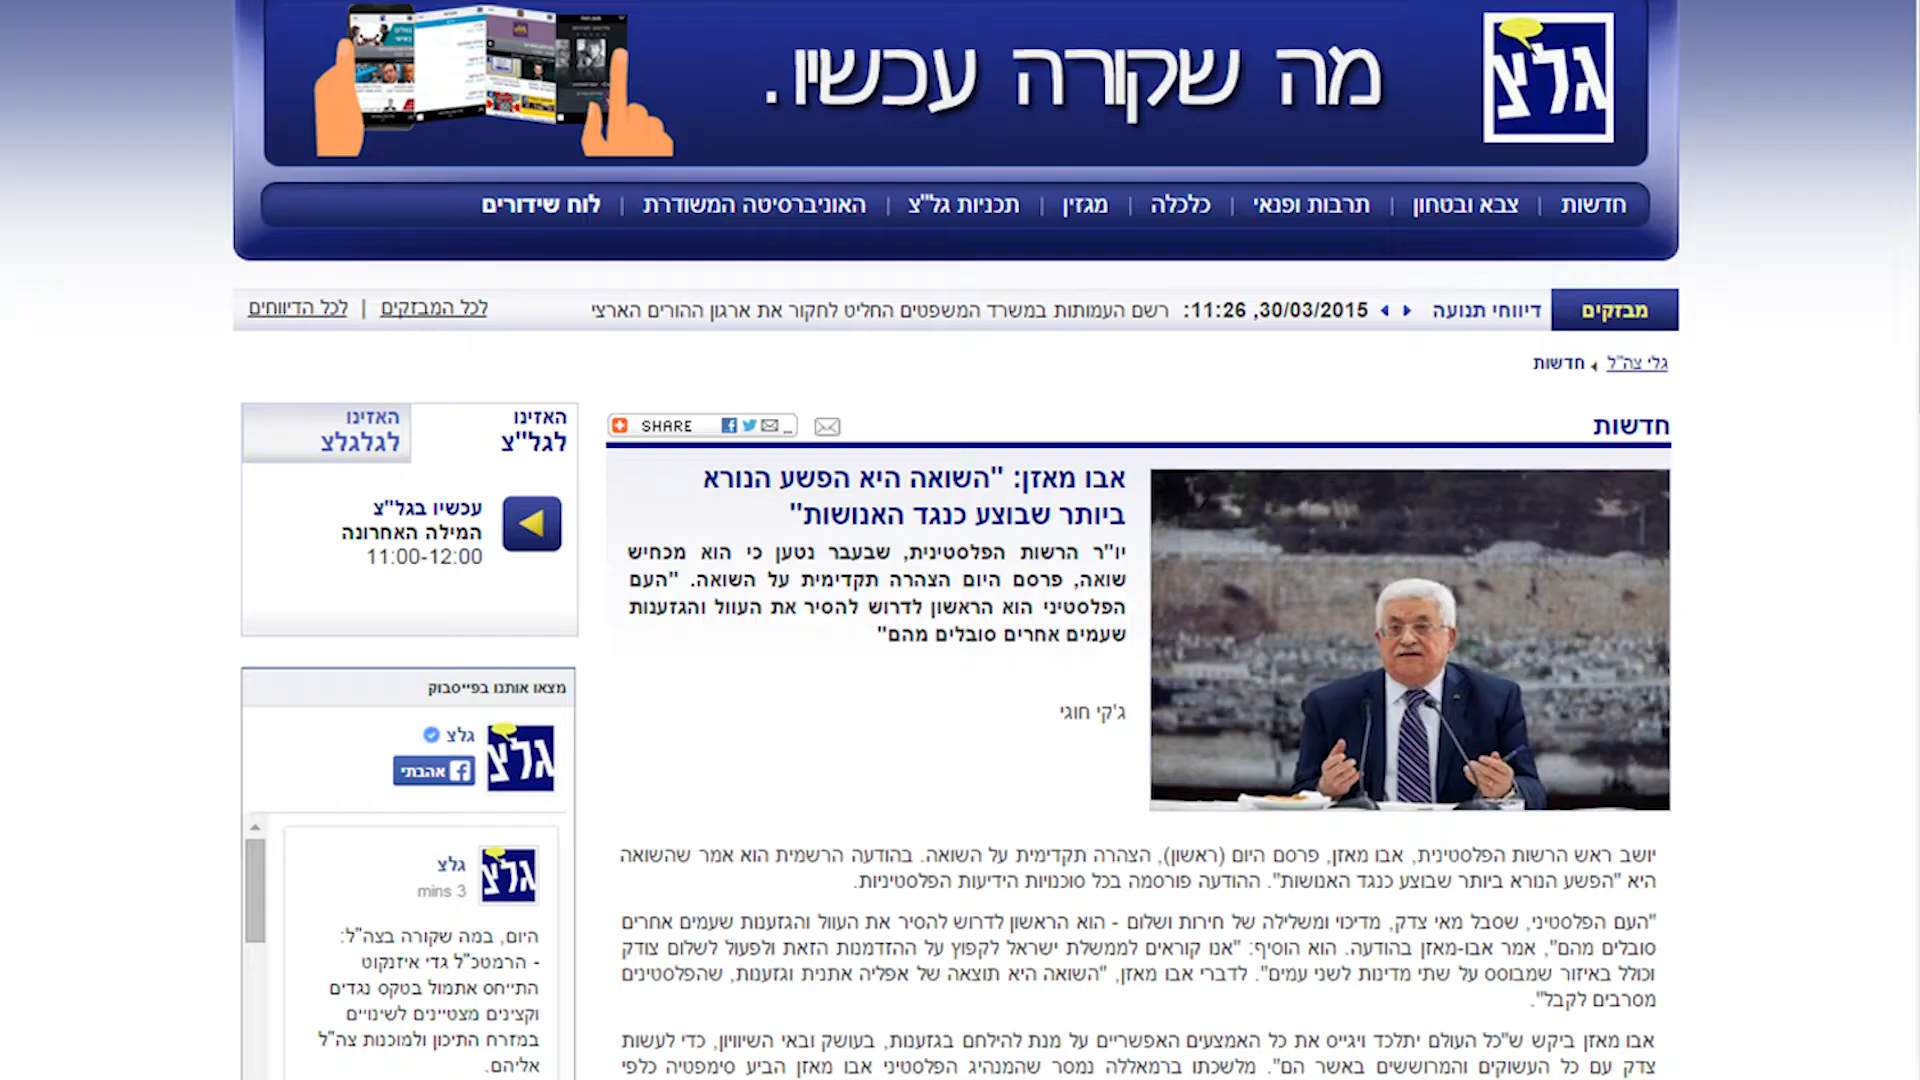 מה שקורה עכשיו.
גלצ
חדשות | צבא ובטחון | תרבות ופנאי | כלכלה | מגזין | תכניות גל"צ | האוניברסיטה המשודרת | לוח שידורים
מבזקים דיווחי תנועה 30/03/2015, 11:26: רשם העמותות במשרד המשפטים החליט לחקור את ארגון ההורים הארצי לכל המבזקים | לכל הדיווחים
גלי צה"ל חדשות
חדשות
SHARE
אבו מאזן: "השואה היא הפשע הנורא
ביותר שבוצע כנגד האנושות"
יו"ר הרשות הפלסטינית, שבעבר נטען כי הוא מכחיש
שואה, פרסם היום הצהרה תקדימית על השואה. "העם
הפלסטיני הוא הראשון לדרוש להסיר את העוול והגזענות
שעמים אחרים סובלים מהם"
ג'קי חוגי
יושב ראש הרשות הפלסטינית, אבו מאזן, פרסם היום (ראשון), הצהרה תקדימית על השואה. בהודעה הרשמית הוא אמר שהשואה
היא "הפשע הנורא ביותר שבוצע כנגד האנושות". ההודעה פורסמה בכל סוכנויות הידיעות הפלסטיניות.
"העם הפלסטיני, שסבל מאי צדק, מדיכוי ומשלילה של חירות ושלום - הוא הראשון לדרוש להסיר את העוול והגזענות שעמים אחרים
סובלים מהם", אמר אבו-מאזן בהודעה. הוא הוסיף: "אנו קוראים לממשלת ישראל לקפוץ על ההזדמנות הזאת ולפעול לשלום צודק
וכולל באיזור שמבוסס על שתי מדינות לשני עמים". לדברי אבו מאזן, "השואה היא תוצאה של אפליה אתנית וגזענות, שהפלסטינים
מסרבים לקבל".
אבו מאזן ביקש ש"כל העולם יתלכד ויגייס את כל האמצעים האפשריים על מנת להילחם בגזענות, בעושק ובאי השיוויון, כדי לעשות
צדק עם כל העשוקים והמרוששים באשר הם". מלשכתו ברמאללה נמסר שהמנהיג הפלסטיני אבו מאזן הביע סימפטיה כלפי
האזינו
לגל"צ
האזינו
לגלגלצ
עכשיו בגל"צ
המילה האחרונה
11:00-12:00
מצאו אותנו בפייסבוק
גלצ
גלצ
אהבתי
גלצ
גלצ
3 mins
היום, במה שקורה בצה"ל:
- הרמטכ"ל גדי איזנקוט
התייחס אתמול בטקס נגדים
וקצינים מצטיינים לשינויים
במזרח התיכון ולמוכנות צה"ל
אליהם.